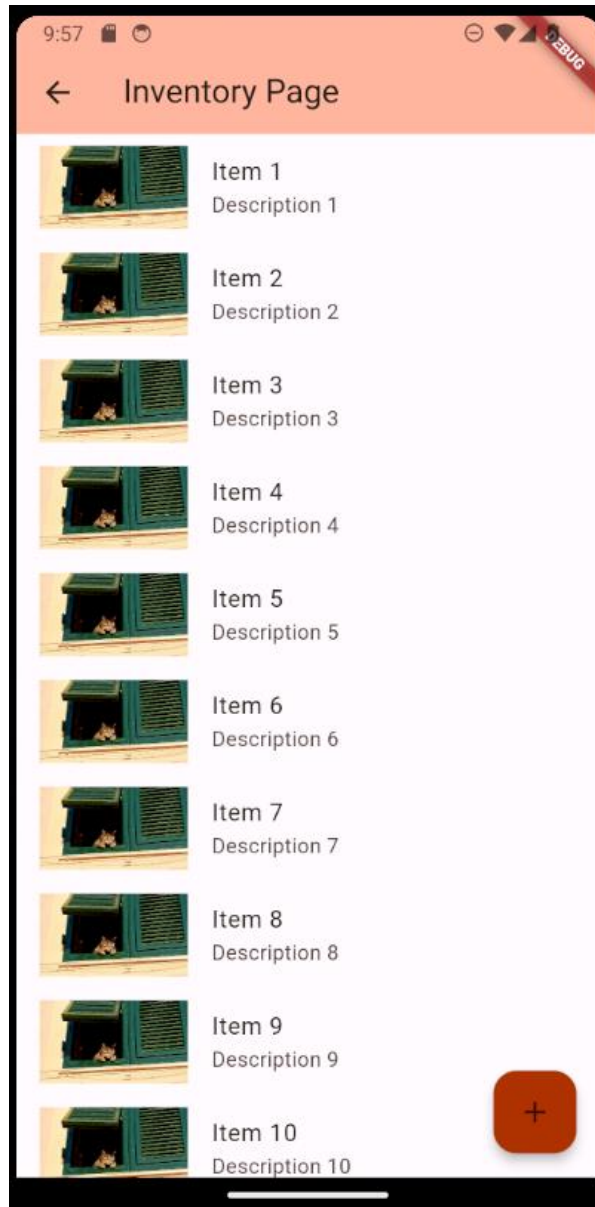 9:57
DEBUG
Inventory Page
Item 1
Description 1
Item 2
Description 2
Item 3
Description 3
Item 4
Description 4
Item 5
Description 5
Item 6
Description 6
Item 7
Description 7
Item 8
Description 8
Item 9
Description 9
Item 10
Description 10